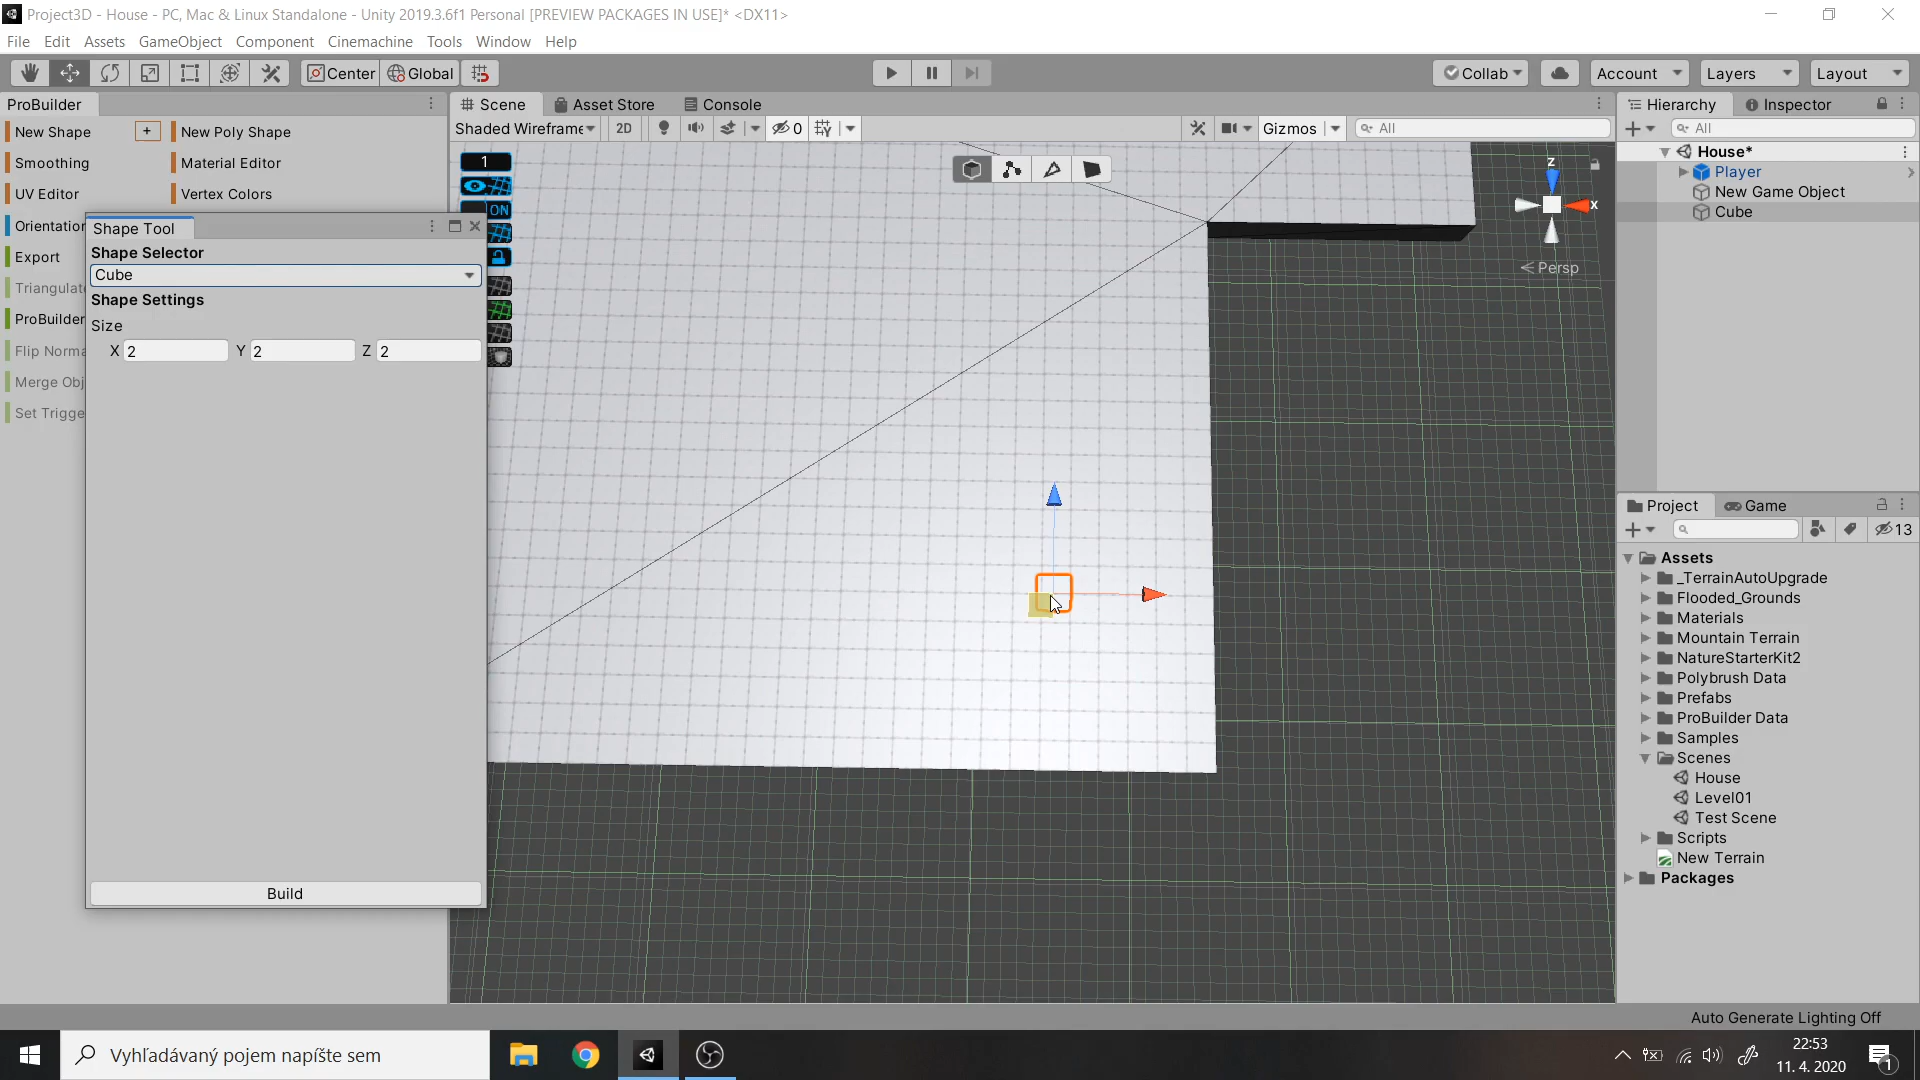 Project3D - House - PC, Mac & Linux Standalone - Unity 2019.3.6f1 Personal [PREVIEW PACKAGES IN USE]* <DX11>
File Edit Assets GameObject Component Cinemachine Tools Window Help
Center Global Collab Account Layers Layout
ProBuilder
New Shape + New Poly Shape
Smoothing Material Editor
UV Editor Vertex Colors
Orientation
Export
Triangulat
ProBuilder
Flip Norma
Merge Obj
Set Trigge
Shape Tool
Shape Selector
Cube
Shape Settings
Size
X 2 Y 2 Z 2
Build
Scene Asset Store Console
Shaded Wireframe 2D 0 Gizmos All
1
ON
z
x
Persp
Hierarchy Inspector
All
House*
Player
New Game Object
Cube
Project Game
13
Assets
_TerrainAutoUpgrade
Flooded_Grounds
Materials
Mountain Terrain
NatureStarterKit2
Polybrush Data
Prefabs
ProBuilder Data
Samples
Scenes
House
Level01
Test Scene
Scripts
New Terrain
Packages
Auto Generate Lighting Off
Vyhľadávaný pojem napíšte sem
22:53
11. 4. 2020
1